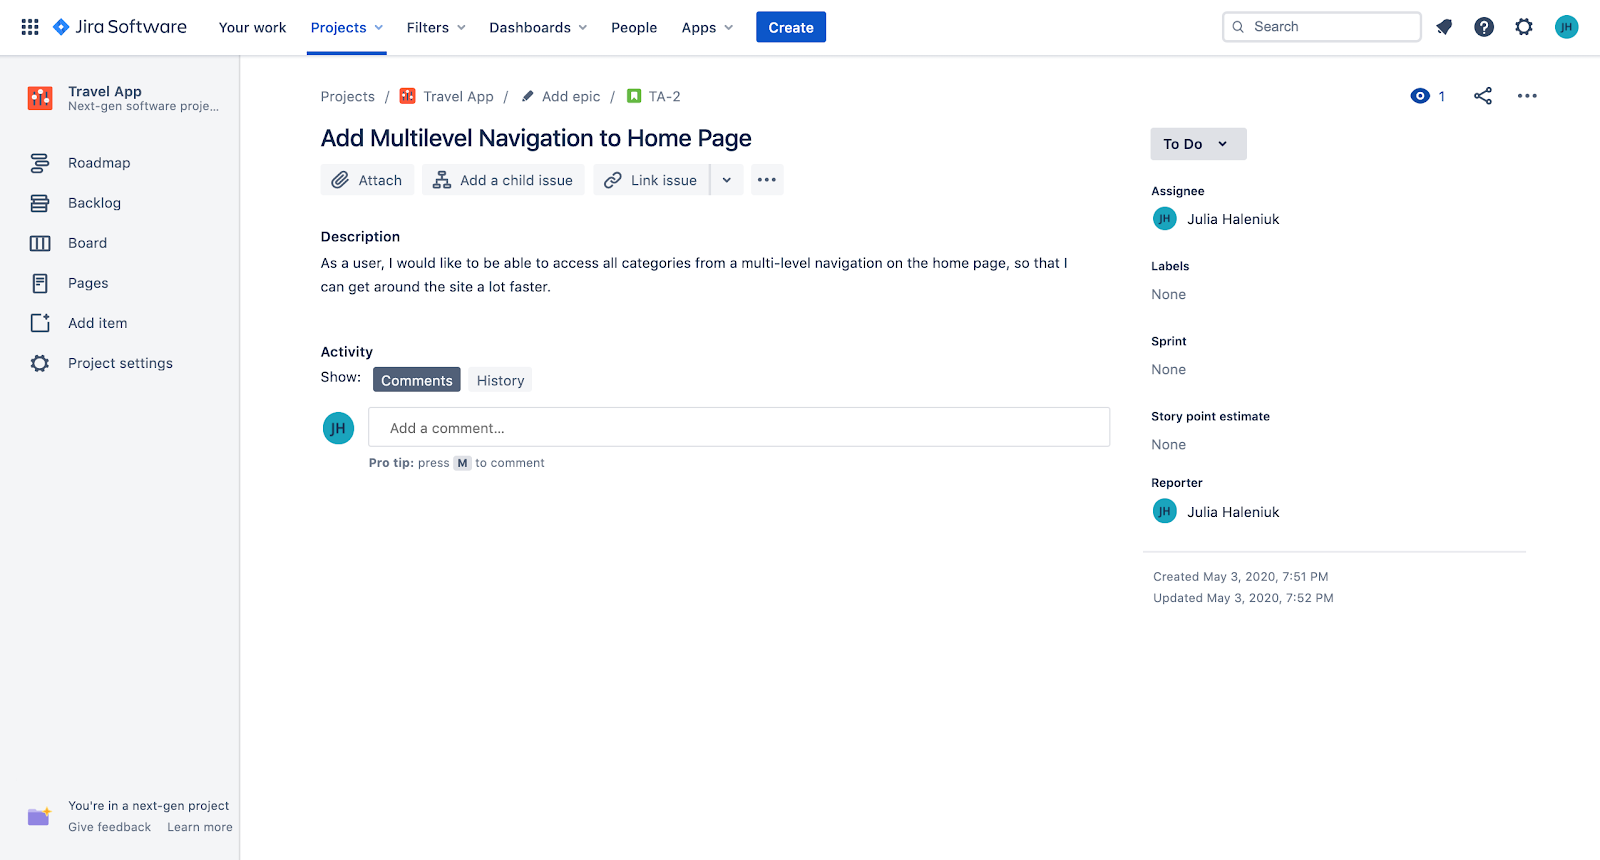 Jira Software
Your work
Projects
Filters
Dashboards
People
Apps
Create
Search
JH
Travel App
Next-gen software proje...
Roadmap
Backlog
Board
Pages
Add item
Project settings
You're in a next-gen project
Give feedback Learn more
Projects / Travel App / Add epic / TA-2
1
Add Multilevel Navigation to Home Page
Attach
Add a child issue
Link issue
Description
As a user, I would like to be able to access all categories from a multi-level navigation on the home page, so that I
can get around the site a lot faster.
Activity
Show: Comments History
JH
Add a comment...
Pro tip: press M to comment
To Do
Assignee
JH Julia Haleniuk
Labels
None
Sprint
None
Story point estimate
None
Reporter
JH Julia Haleniuk
Created May 3, 2020, 7:51 PM
Updated May 3, 2020, 7:52 PM